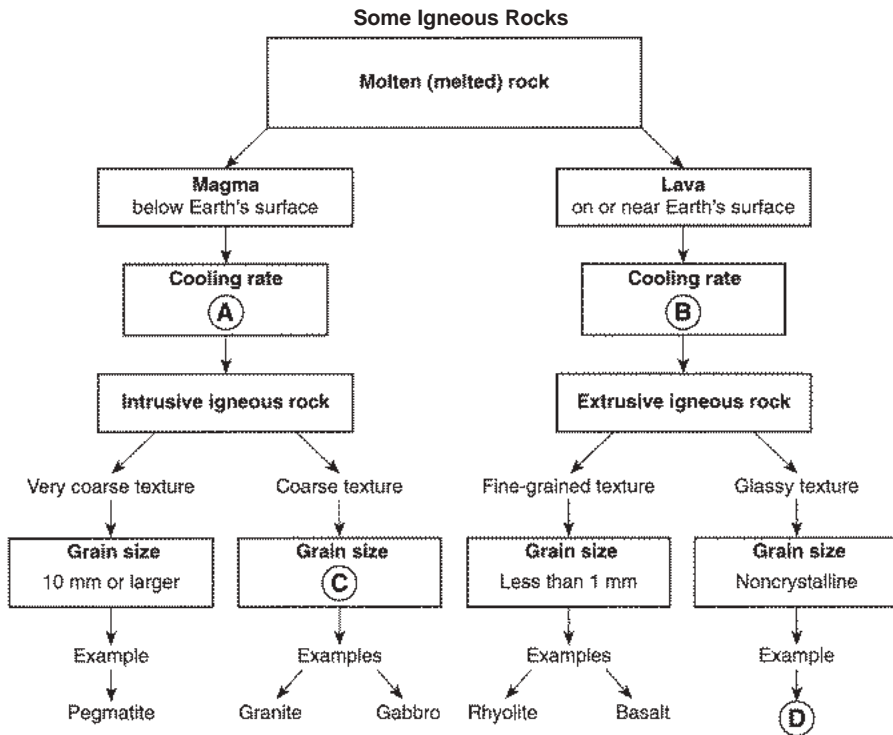 Some Igneous Rocks
Molten (melted) rock
Magma
below Earth's surface
Lava
on or near Earth's surface
Cooling rate
A
Cooling rate
B
Intrusive igneous rock
Extrusive igneous rock
Very coarse texture
Coarse texture
Fine-grained texture
Glassy texture
Grain size
10 mm or larger
Grain size
C
Grain size
Less than 1 mm
Grain size
Noncrystalline
Example
Examples
Examples
Example
Pegmatite
Granite
Gabbro
Rhyolite
Basalt
D